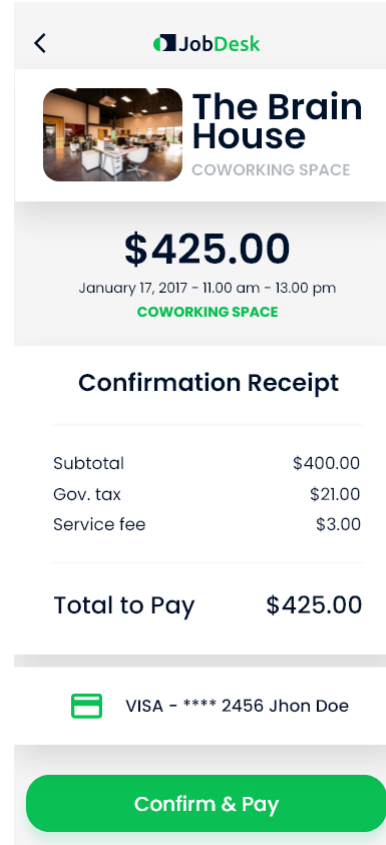 JobDesk
The Brain
House
COWORKING SPACE
$425.00
January 17, 2017 - 11.00 am - 13.00 pm
COWORKING SPACE
Confirmation Receipt
Subtotal $400.00
Gov. tax $21.00
Service fee $3.00
Total to Pay $425.00
VISA - **** 2456 Jhon Doe
Confirm & Pay